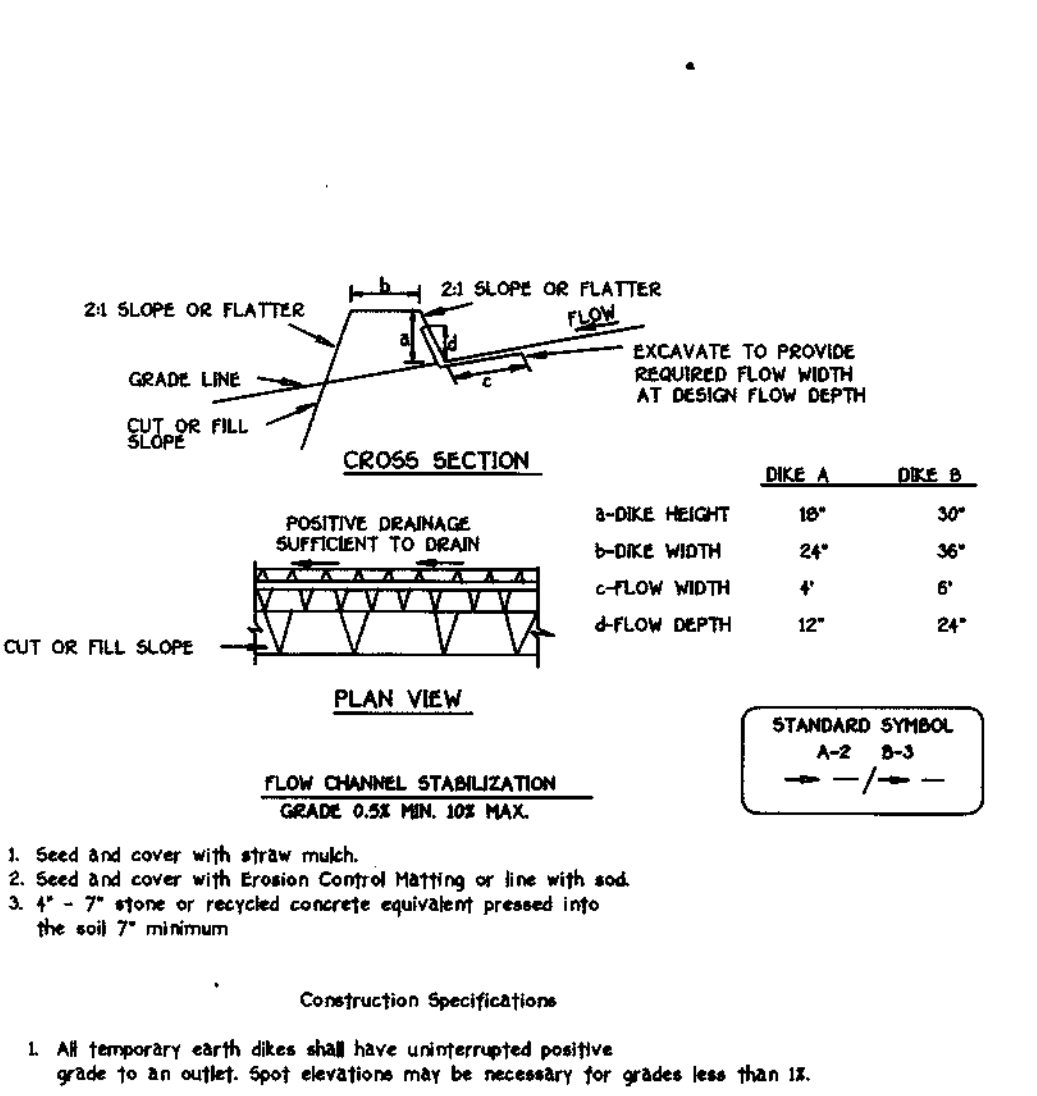 b
2:1 SLOPE OR FLATTER
2:1 SLOPE OR FLATTER
FLOW
a
d
EXCAVATE TO PROVIDE
REQUIRED FLOW WIDTH
AT DESIGN FLOW DEPTH
GRADE LINE
c
CUT OR FILL
SLOPE
CROSS SECTION
DIKE A DIKE B
a-DIKE HEIGHT 18" 30"
b-DIKE WIDTH 24" 36"
c-FLOW WIDTH 4' 6'
d-FLOW DEPTH 12" 24"
POSITIVE DRAINAGE
SUFFICIENT TO DRAIN
CUT OR FILL SLOPE
PLAN VIEW
STANDARD SYMBOL
A-2 B-3
FLOW CHANNEL STABILIZATION
GRADE 0.5% MIN. 10% MAX.
1. Seed and cover with straw mulch.
2. Seed and cover with Erosion Control Matting or line with sod.
3. 4" - 7" stone or recycled concrete equivalent pressed into
the soil 7" minimum
Construction Specifications
1. All temporary earth dikes shall have uninterrupted positive
grade to an outlet. Spot elevations may be necessary for grades less than 1%.